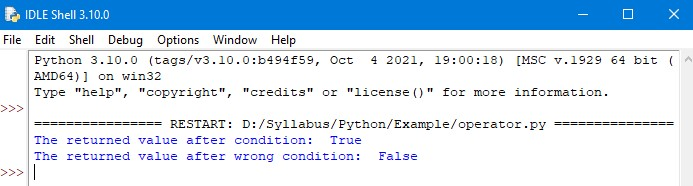 IDLE Shell 3.10.0
File Edit Shell Debug Options Window Help
Python 3.10.0 (tags/v3.10.0:b494f59, Oct  4 2021, 19:00:18) [MSC v.1929 64 bit (
AMD64)] on win32
Type "help", "copyright", "credits" or "license()" for more information.
>>>
================ RESTART: D:/Syllabus/Python/Example/operator.py ===============
The returned value after condition:  True
The returned value after wrong condition:  False
>>>